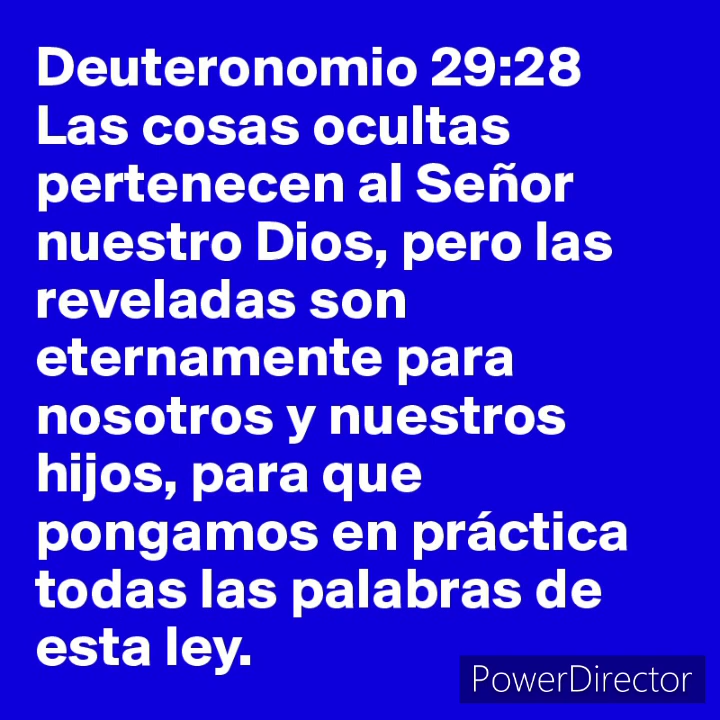 Deuteronomio 29:28
Las cosas ocultas
pertenecen al Señor
nuestro Dios, pero las
reveladas son
eternamente para
nosotros y nuestros
hijos, para que
pongamos en práctica
todas las palabras de
esta ley.
PowerDirector